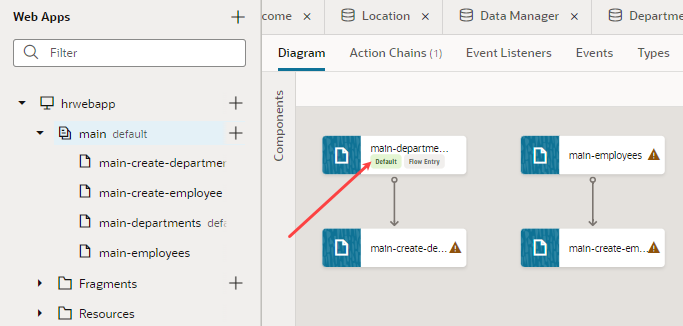 Web Apps
Filter
hrwebapp
main default
main-create-departmer
main-create-employee
main-departments defa
main-employees
Fragments
Resources
come
Location
Data Manager
Departme
Diagram
Action Chains (1)
Event Listeners
Events
Types
Components
main-departme...
Default
Flow Entry
main-employees
main-create-de...
main-create-em...